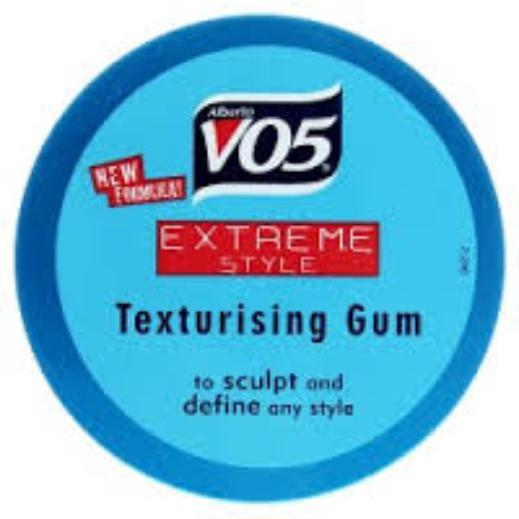 Alberto
VO5
NEW
FORMULA!
EXTREME
STYLE
Texturising Gum
to sculpt and
define any style